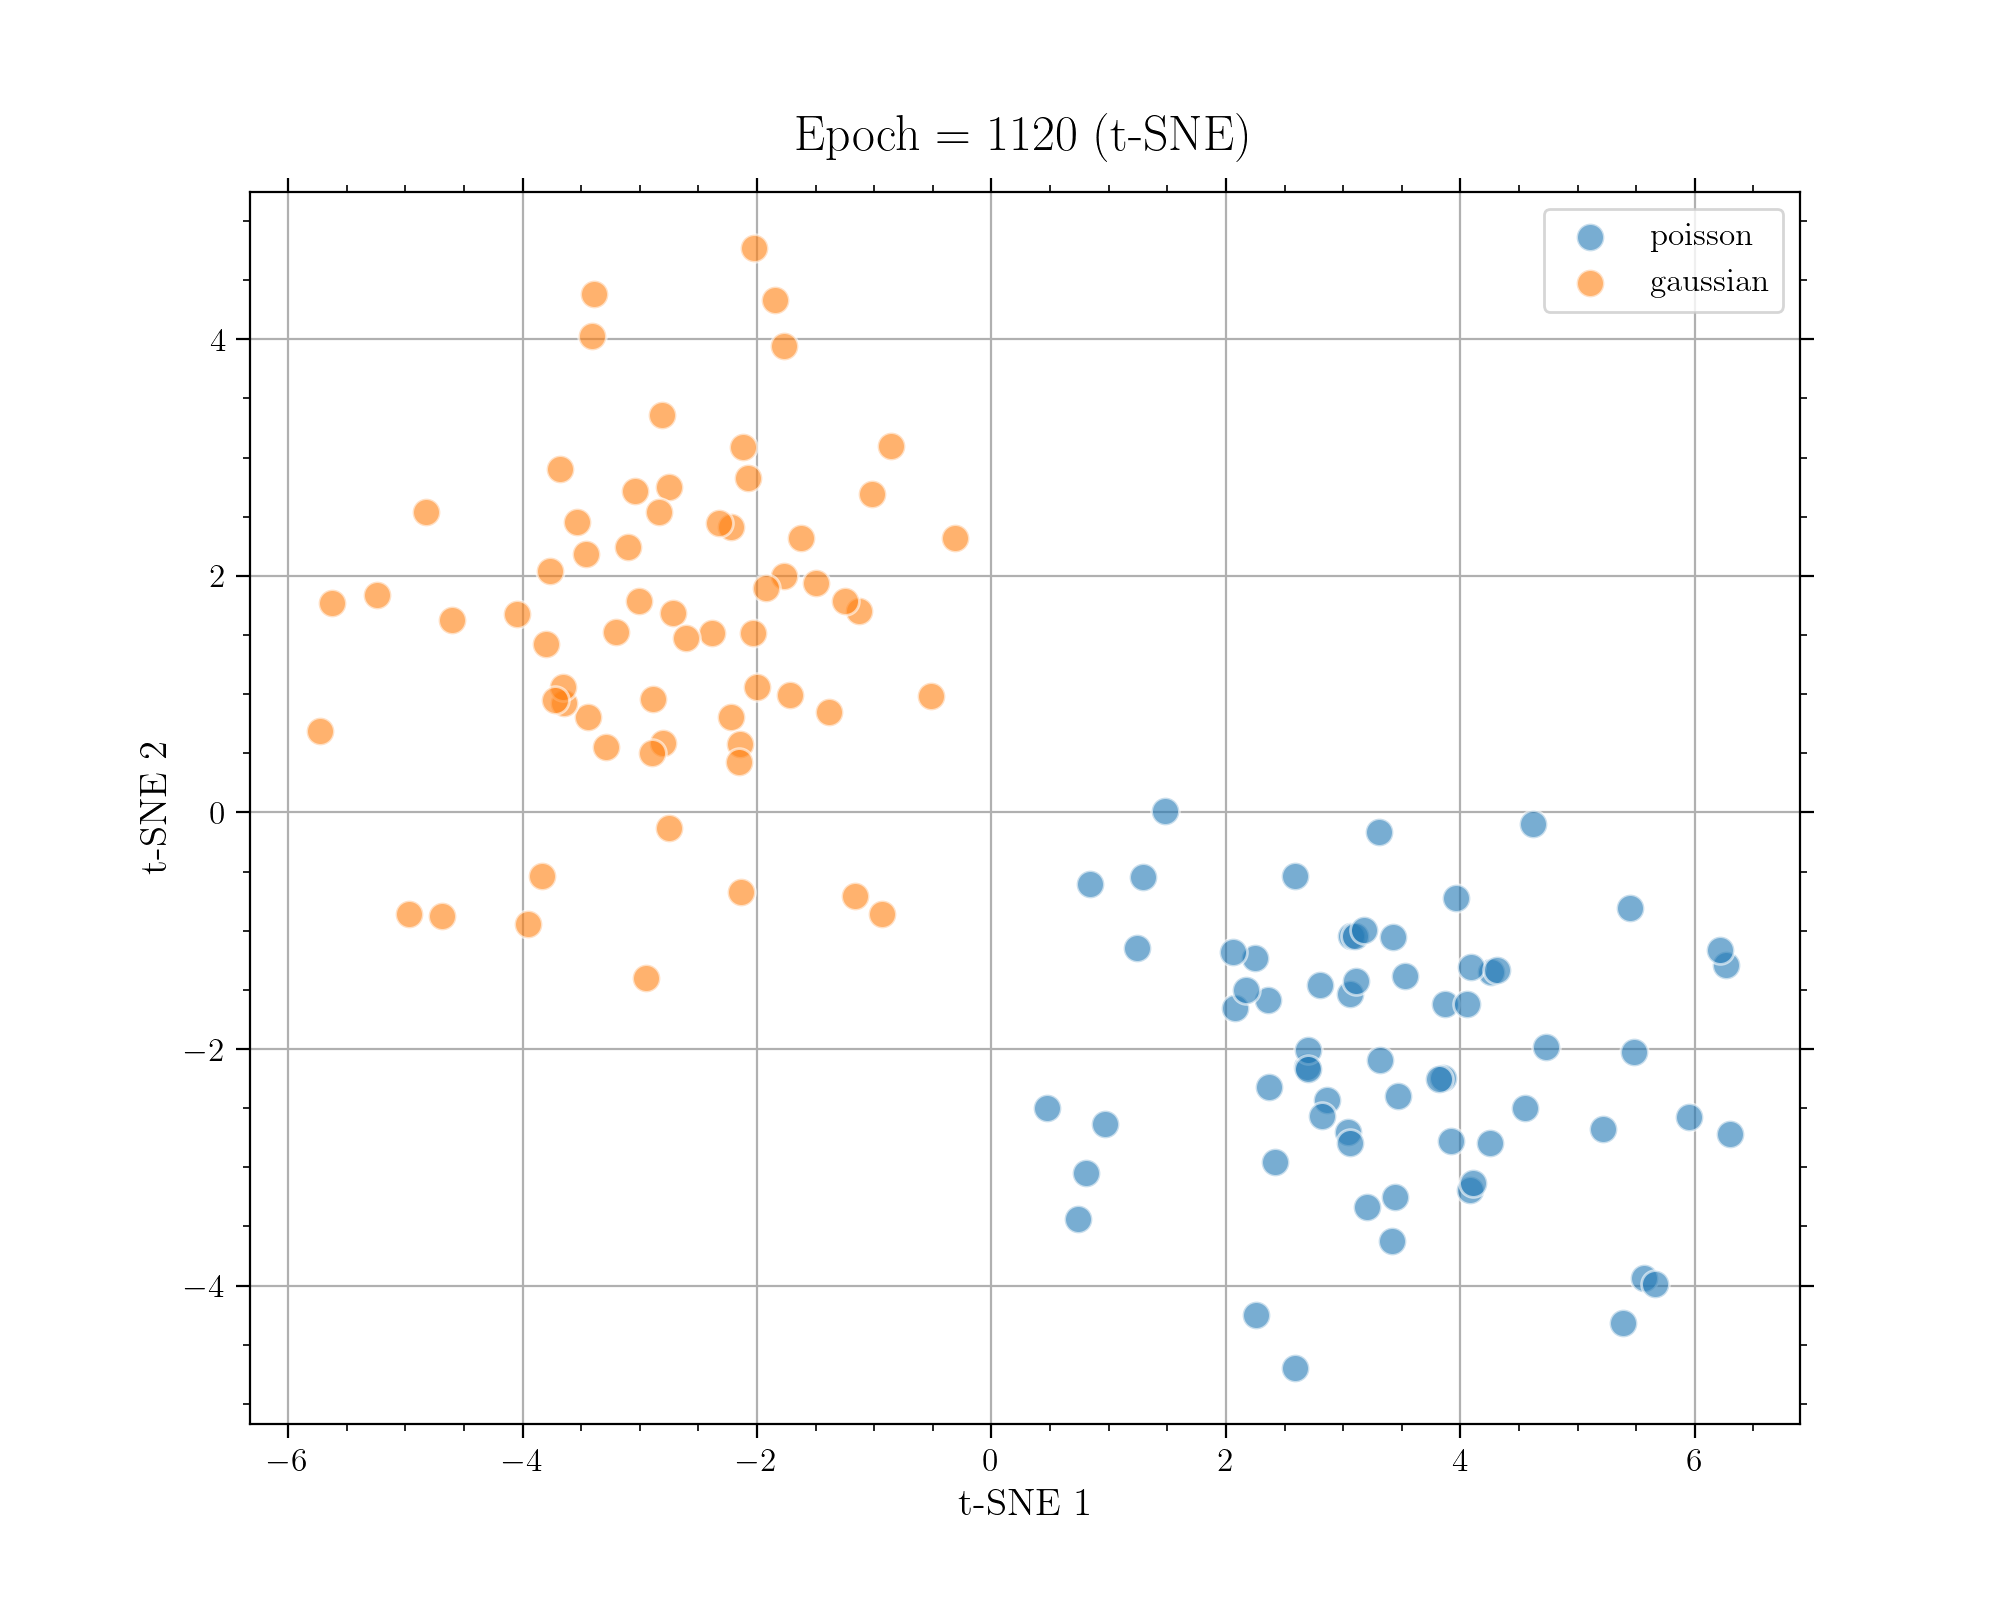 Epoch = 1120 (t-SNE)
poisson
gaussian
4
2
0
−2
−4
t-SNE 2
−6 −4 −2 0 2 4 6
t-SNE 1